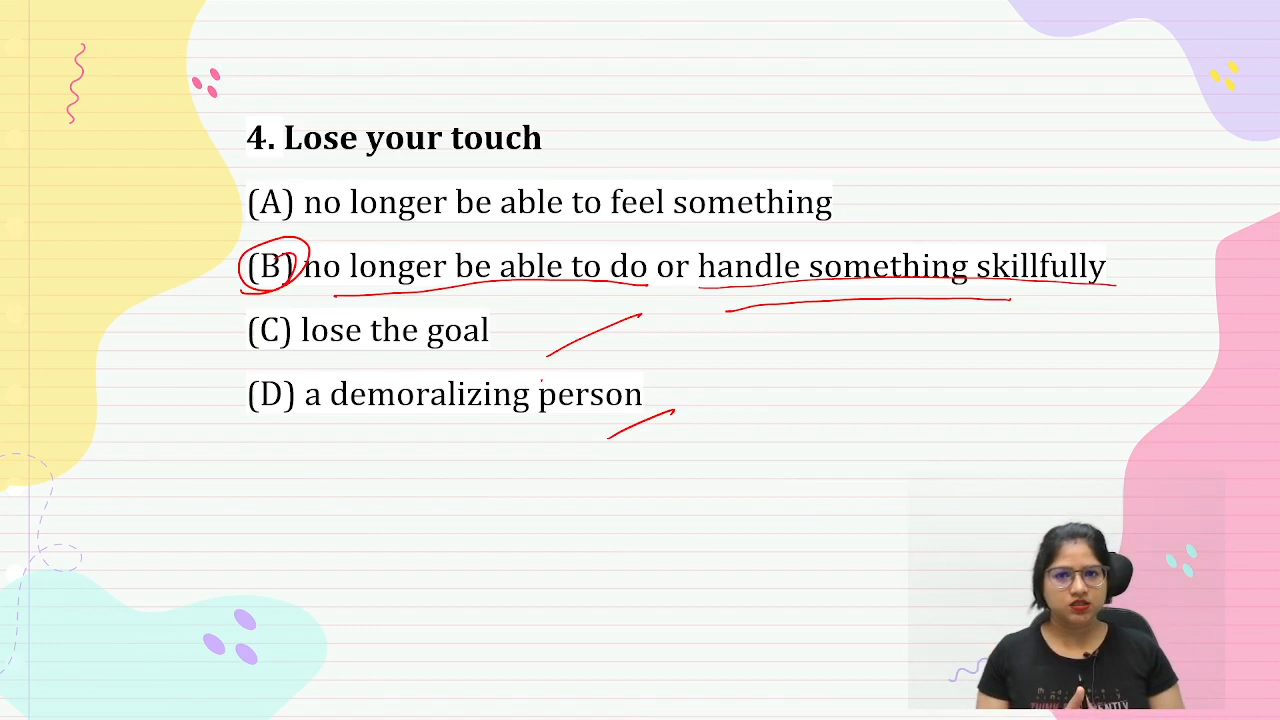 4. Lose your touch
(A) no longer be able to feel something
(B) no longer be able to do or handle something skillfully
(C) lose the goal
(D) a demoralizing person